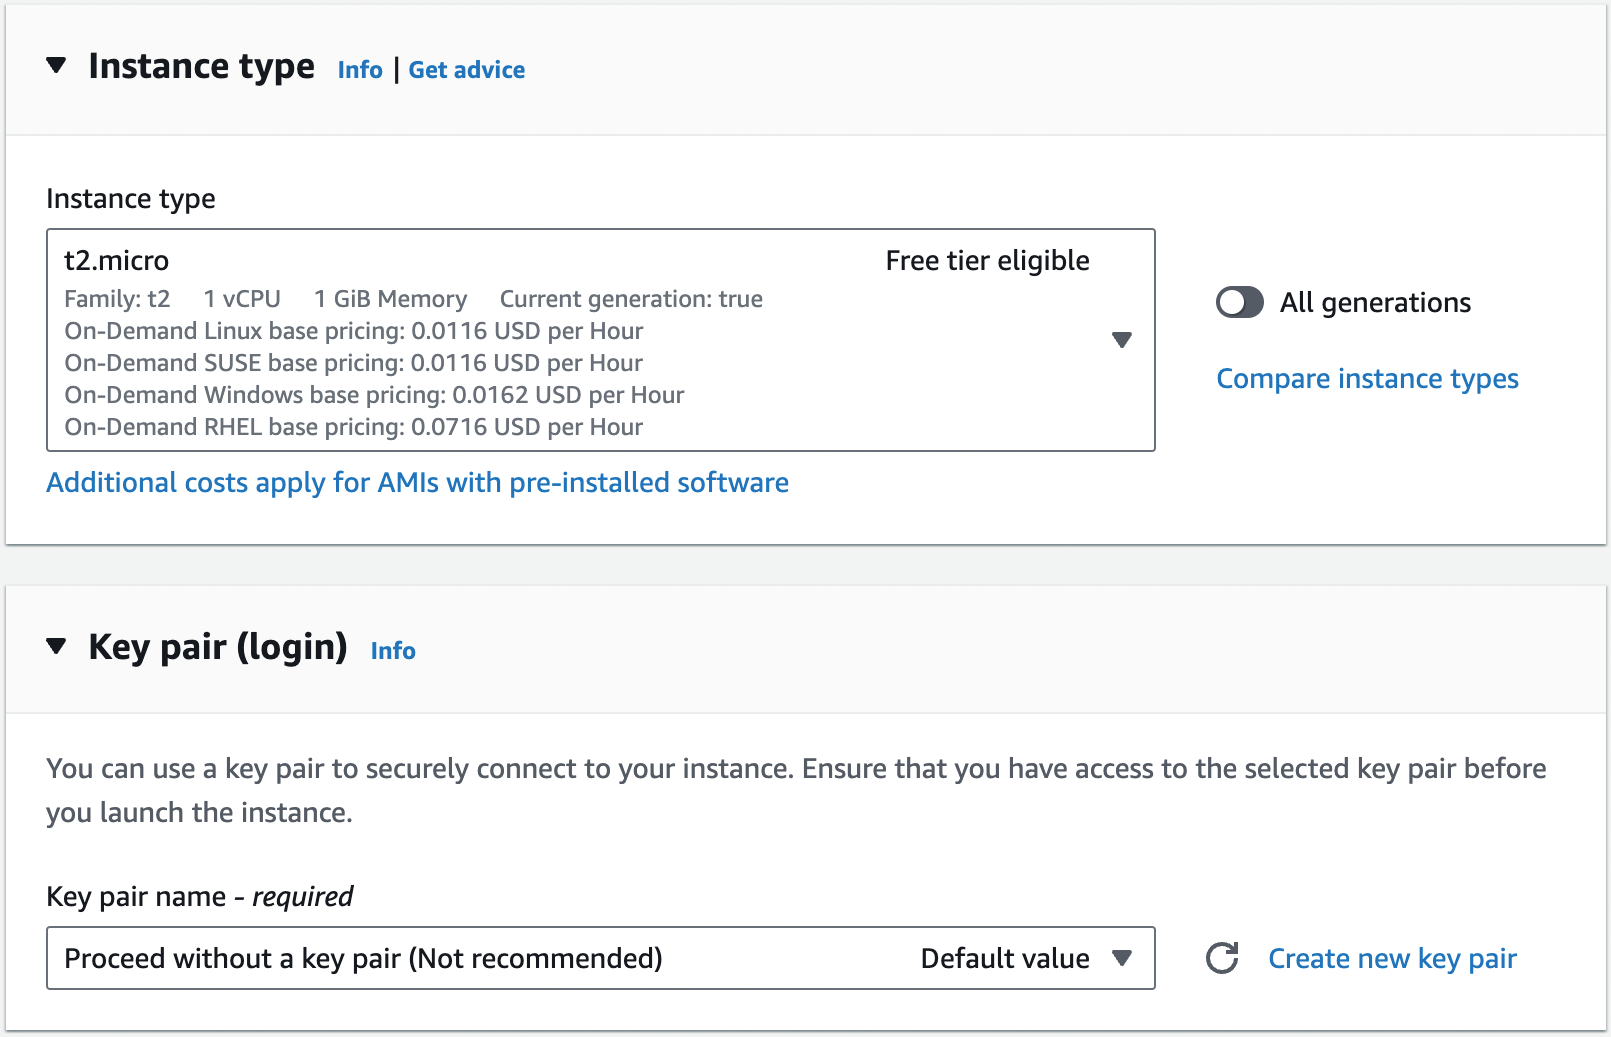 Instance type Info | Get advice
Instance type
t2.micro Free tier eligible
Family: t2 1 vCPU 1 GiB Memory Current generation: true
On-Demand Linux base pricing: 0.0116 USD per Hour
On-Demand SUSE base pricing: 0.0116 USD per Hour
On-Demand Windows base pricing: 0.0162 USD per Hour
On-Demand RHEL base pricing: 0.0716 USD per Hour
All generations
Compare instance types
Additional costs apply for AMIs with pre-installed software
Key pair (login) Info
You can use a key pair to securely connect to your instance. Ensure that you have access to the selected key pair before
you launch the instance.
Key pair name - required
Proceed without a key pair (Not recommended) Default value
Create new key pair